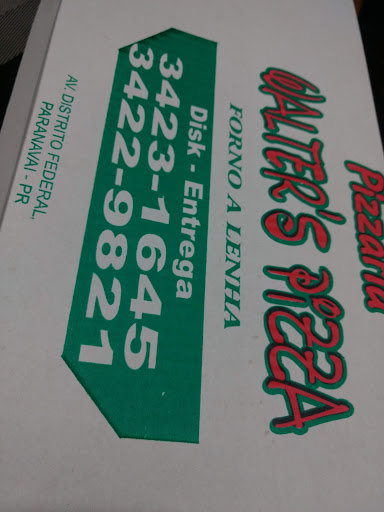 Pizzaria
WALTER'S PIZZA
FORNO A LENHA
Disk - Entrega
3423-1645
3422-9821
AV. DISTRITO FEDERAL,
PARANAVAI - PR